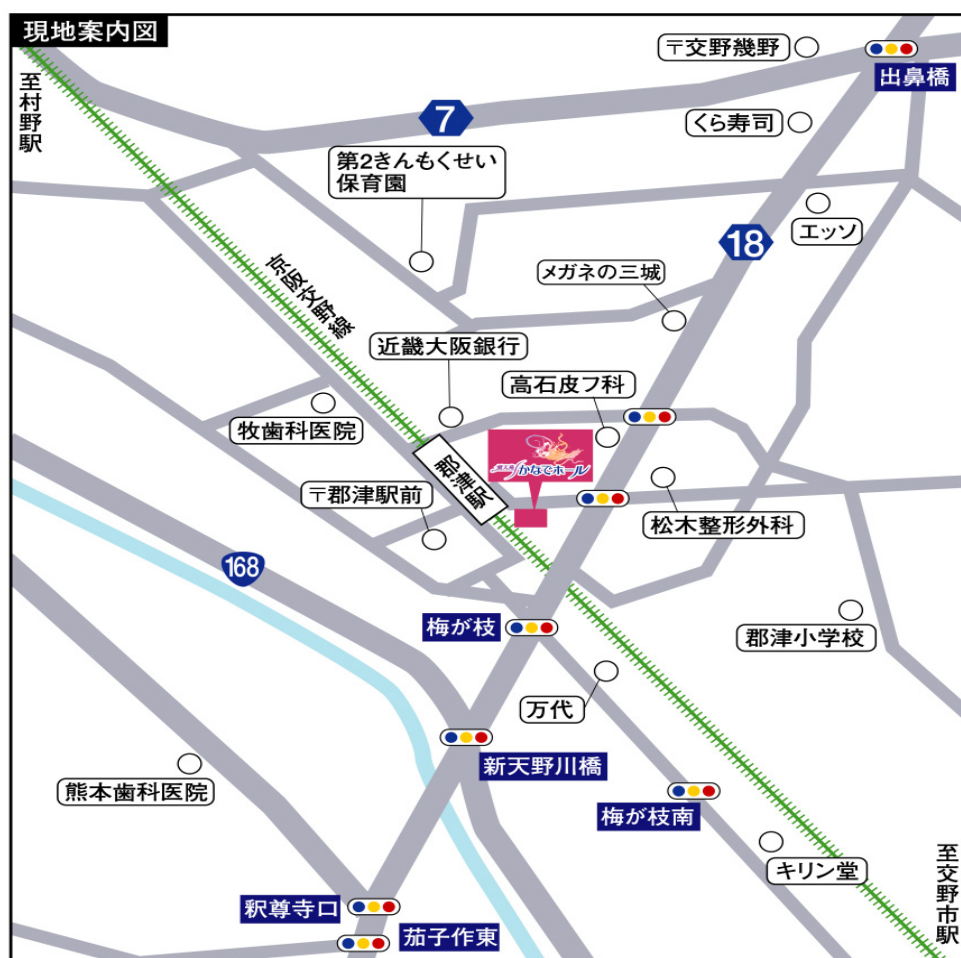 現地案内図
〒交野幾野
出鼻橋
至村野駅
7
くら寿司
第2きんもくせい
保育園
エッソ
18
メガネの三城
京阪交野線
近畿大阪銀行
高石皮フ科
牧歯科医院
かなでホール
郡津駅
〒郡津駅前
松木整形外科
168
梅が枝
郡津小学校
万代
新天野川橋
熊本歯科医院
梅が枝南
キリン堂
至交野市駅
釈尊寺口
茄子作東